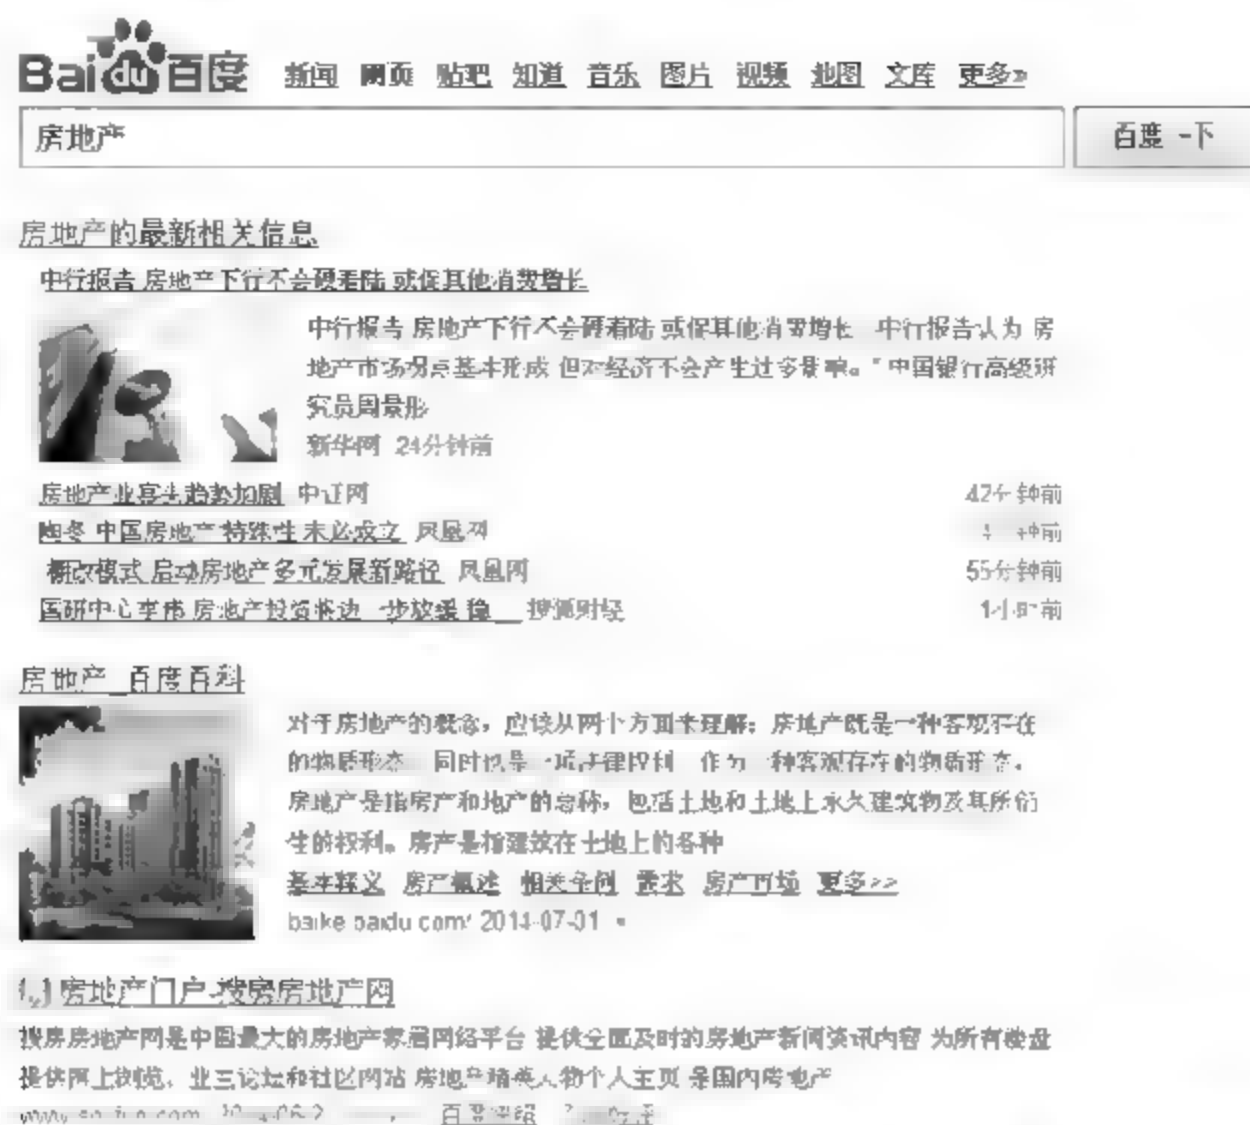 Baidu百度 新闻 网页 贴吧 知道 音乐 图片 视频 地图 文库 更多»
房地产 百度一下
房地产的最新相关信息
中行报告 房地产下行不会硬着陆 或促其他消费增长
中行报告 房地产下行不会硬着陆 或促其他消费增长 中行报告认为 房
地产市场拐点基本形成 但对经济不会产生过多影响。" 中国银行高级研
究员周景彤
新华网 24分钟前
房地产业寡头趋势加剧 中证网 42分钟前
陶冬 中国房地产"特殊性"未必成立 凤凰网 钟前
改模式 启动房地产多元发展新路径 凤凰网 55分钟前
国研中心李伟 房地产投资将进一步放缓 稳 搜狐财经 1小时前
房地产_百度百科
对于房地产的概念，应该从两个方面来理解：房地产既是一种客观存在
的物质形态 同时也是一项法律权利 作为一种客观存在的物质形态，
房地产是指房产和地产的总称，包括土地和土地上永久建筑物及其所衍
生的权利。房产是指建筑在土地上的各种
基本释义 房产概述 相关条例 需求 房产市场 更多>>
baike.baidu.com/ 2014-07-01
房地产门户-搜房房地产网
搜房房地产网是中国最大的房地产家居网络平台 提供全面及时的房地产新闻资讯内容 为所有楼盘
提供网上浏览、业主论坛和社区网站 房地产精英人物个人主页 是国内房地产
百度快照